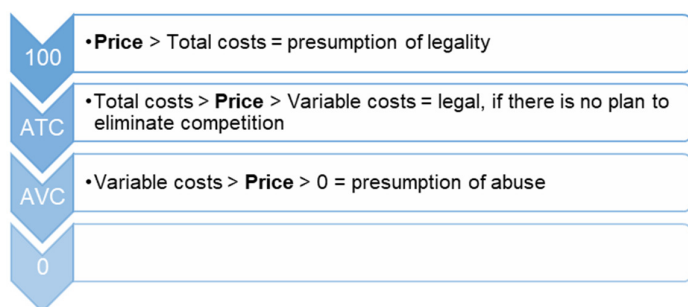 100
•Price > Total costs = presumption of legality
ATC
•Total costs > Price > Variable costs = legal, if there is no plan to
eliminate competition
AVC
•Variable costs > Price > 0 = presumption of abuse
0